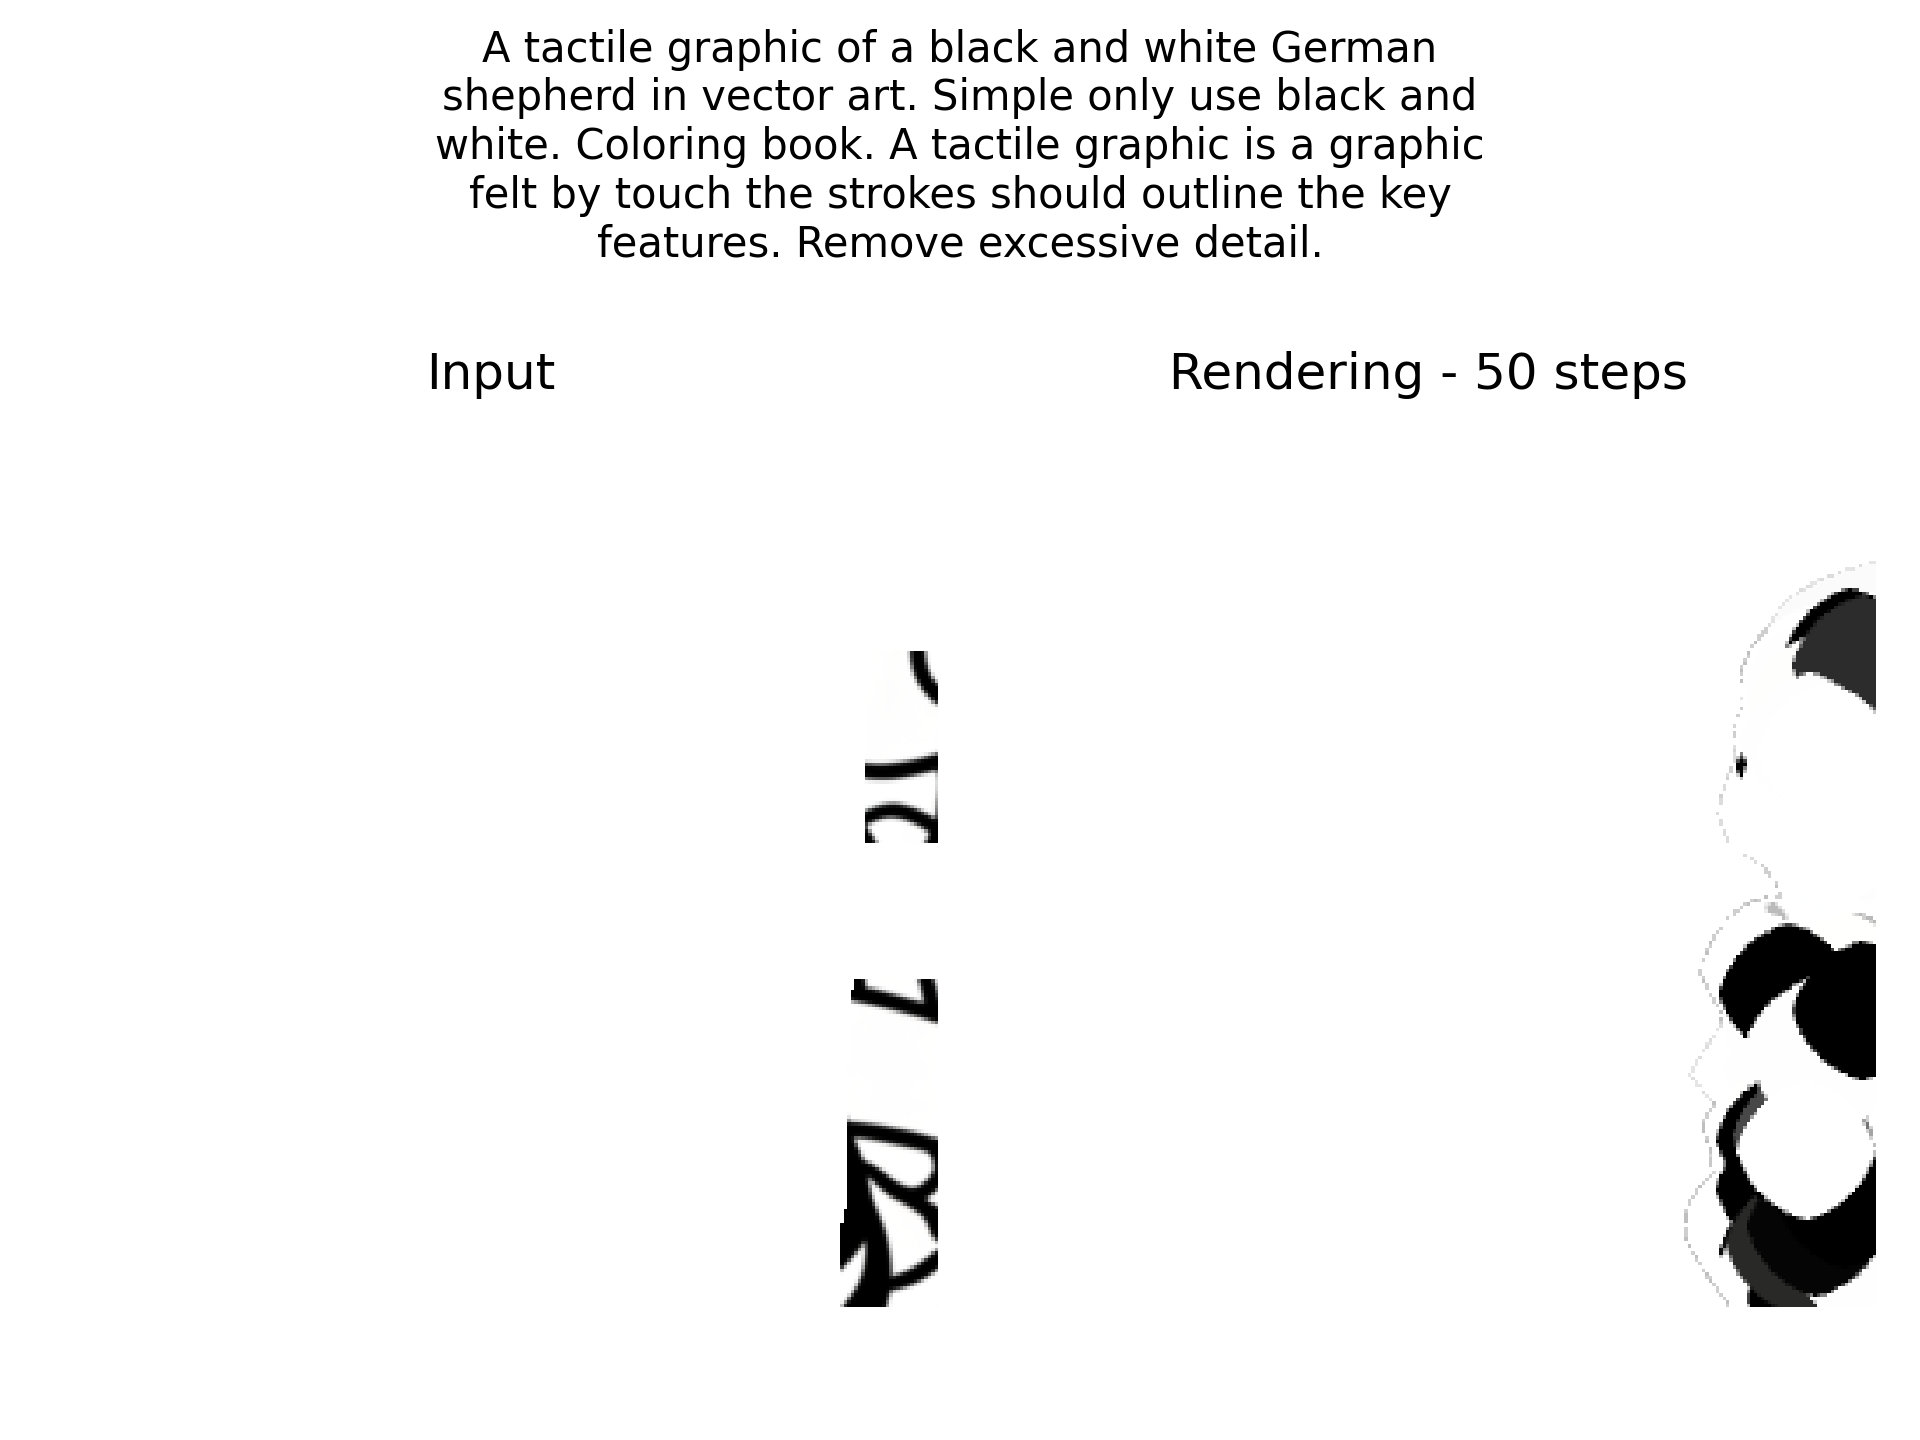 A tactile graphic of a black and white German
shepherd in vector art. Simple only use black and
white. Coloring book. A tactile graphic is a graphic
felt by touch the strokes should outline the key
features. Remove excessive detail.
Input
Rendering - 50 steps